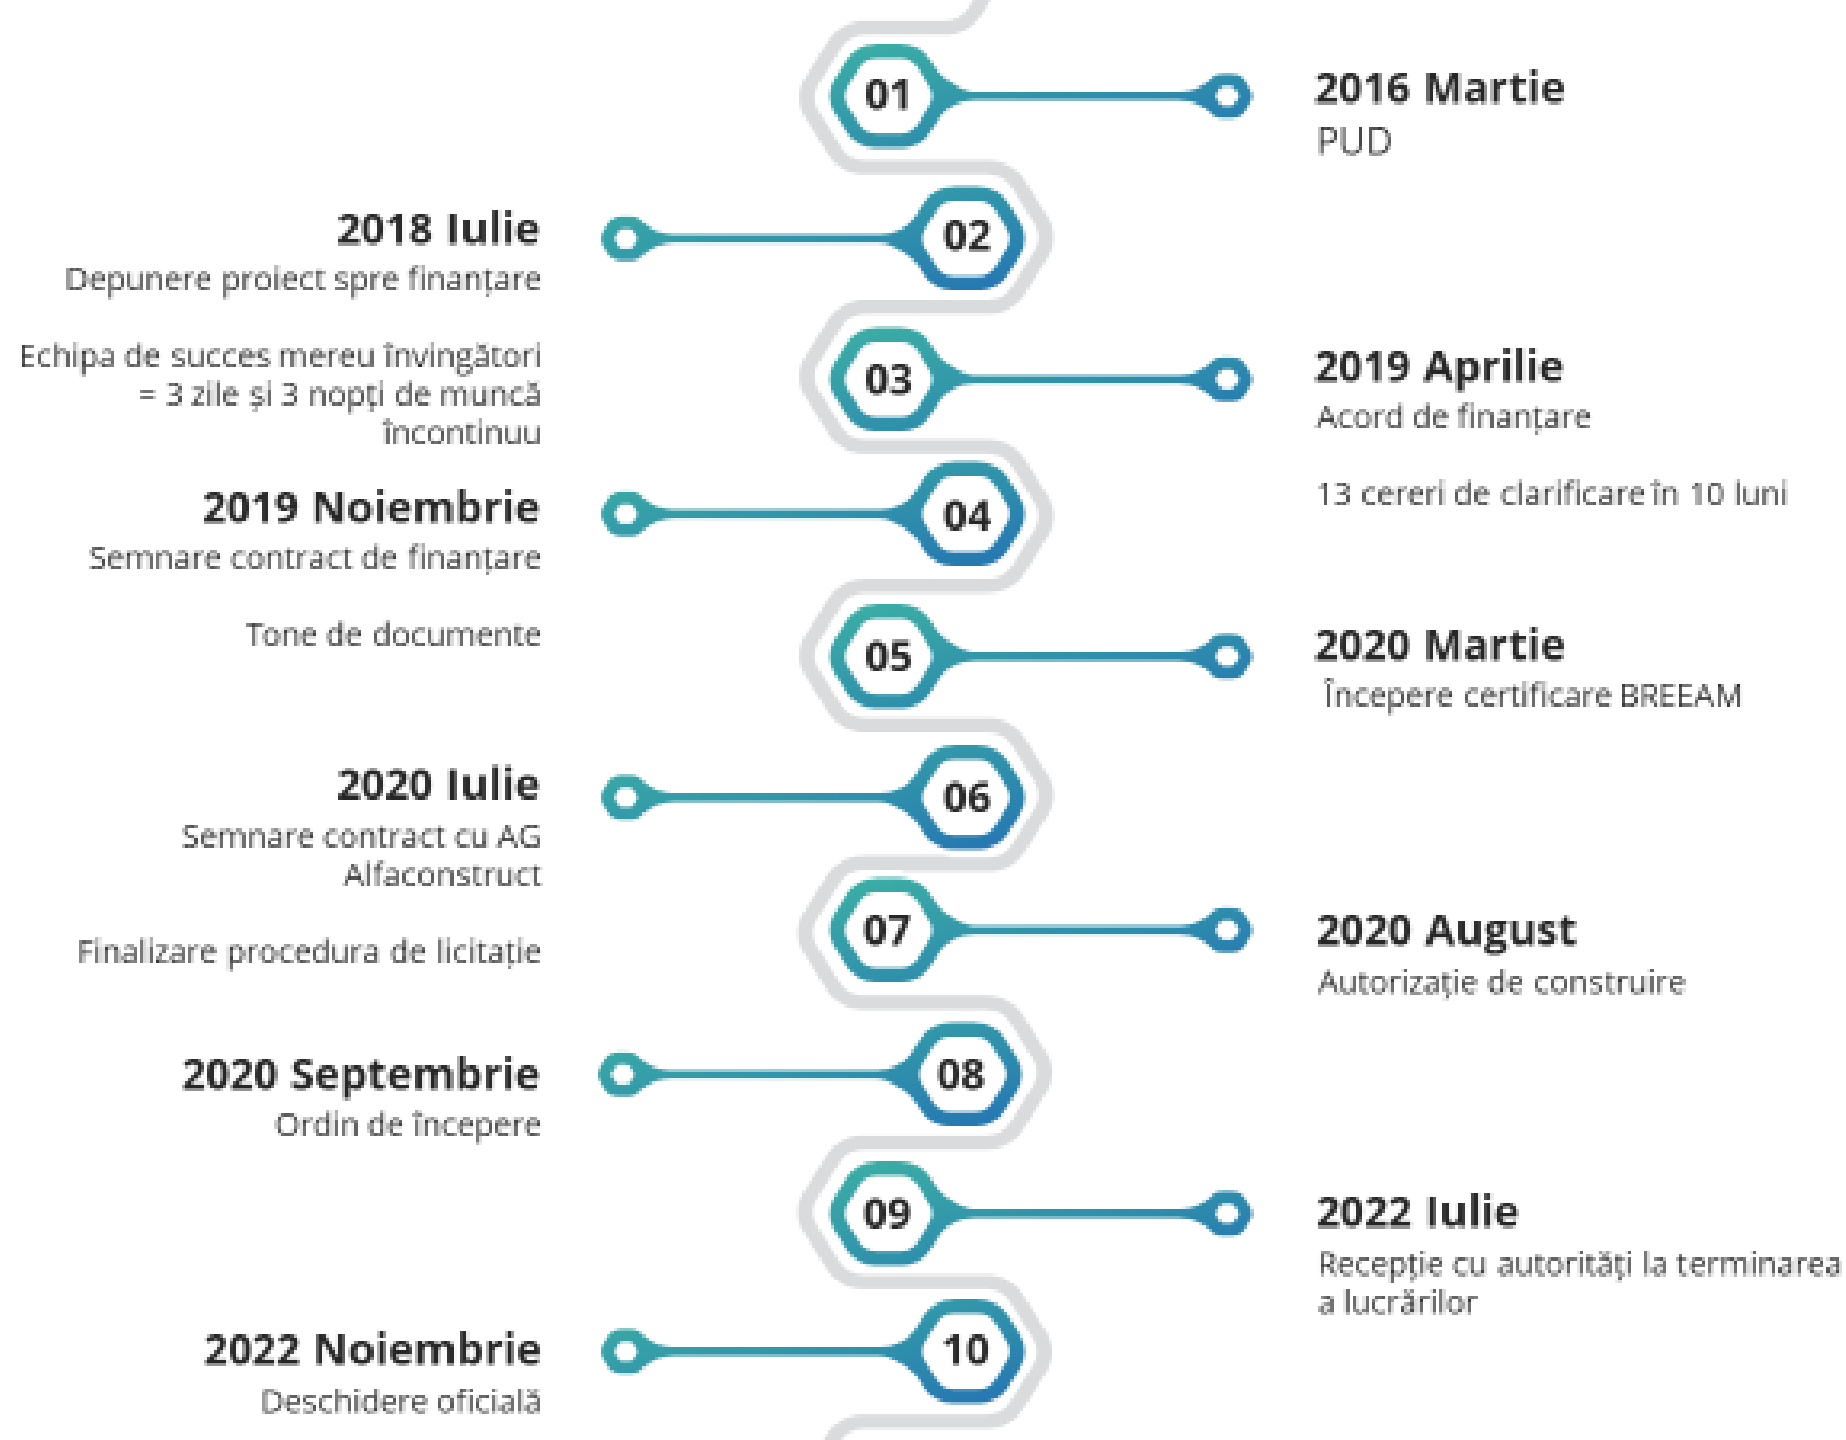 01
2016 Martie
PUD
02
2018 Iulie
Depunere proiect spre finanțare
Echipa de succes mereu învingători
= 3 zile și 3 nopți de muncă
încontinuu
03
2019 Aprilie
Acord de finanțare
13 cereri de clarificare în 10 luni
04
2019 Noiembrie
Semnare contract de finanțare
Tone de documente
05
2020 Martie
Începere certificare BREEAM
06
2020 Iulie
Semnare contract cu AG
Alfaconstruct
Finalizare procedura de licitație
07
2020 August
Autorizație de construire
08
2020 Septembrie
Ordin de începere
09
2022 Iulie
Recepție cu autorități la terminarea
a lucrărilor
10
2022 Noiembrie
Deschidere oficială